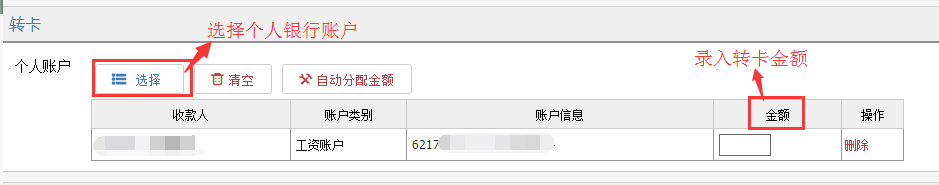 转卡
选择个人银行账户
录入转卡金额
个人账户
选择 清空 自动分配金额
收款人 账户类别 账户信息 金额 操作
工资账户 6217 删除